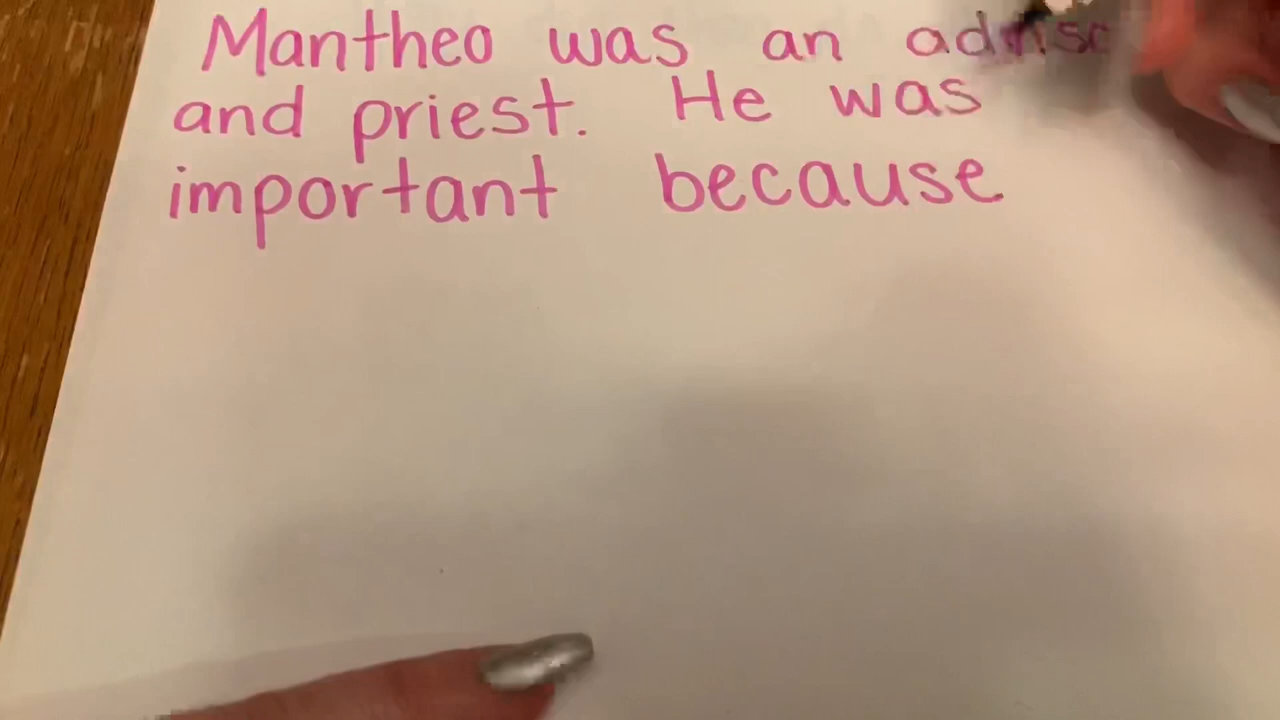 Mantheo was an
and priest. He was
important because